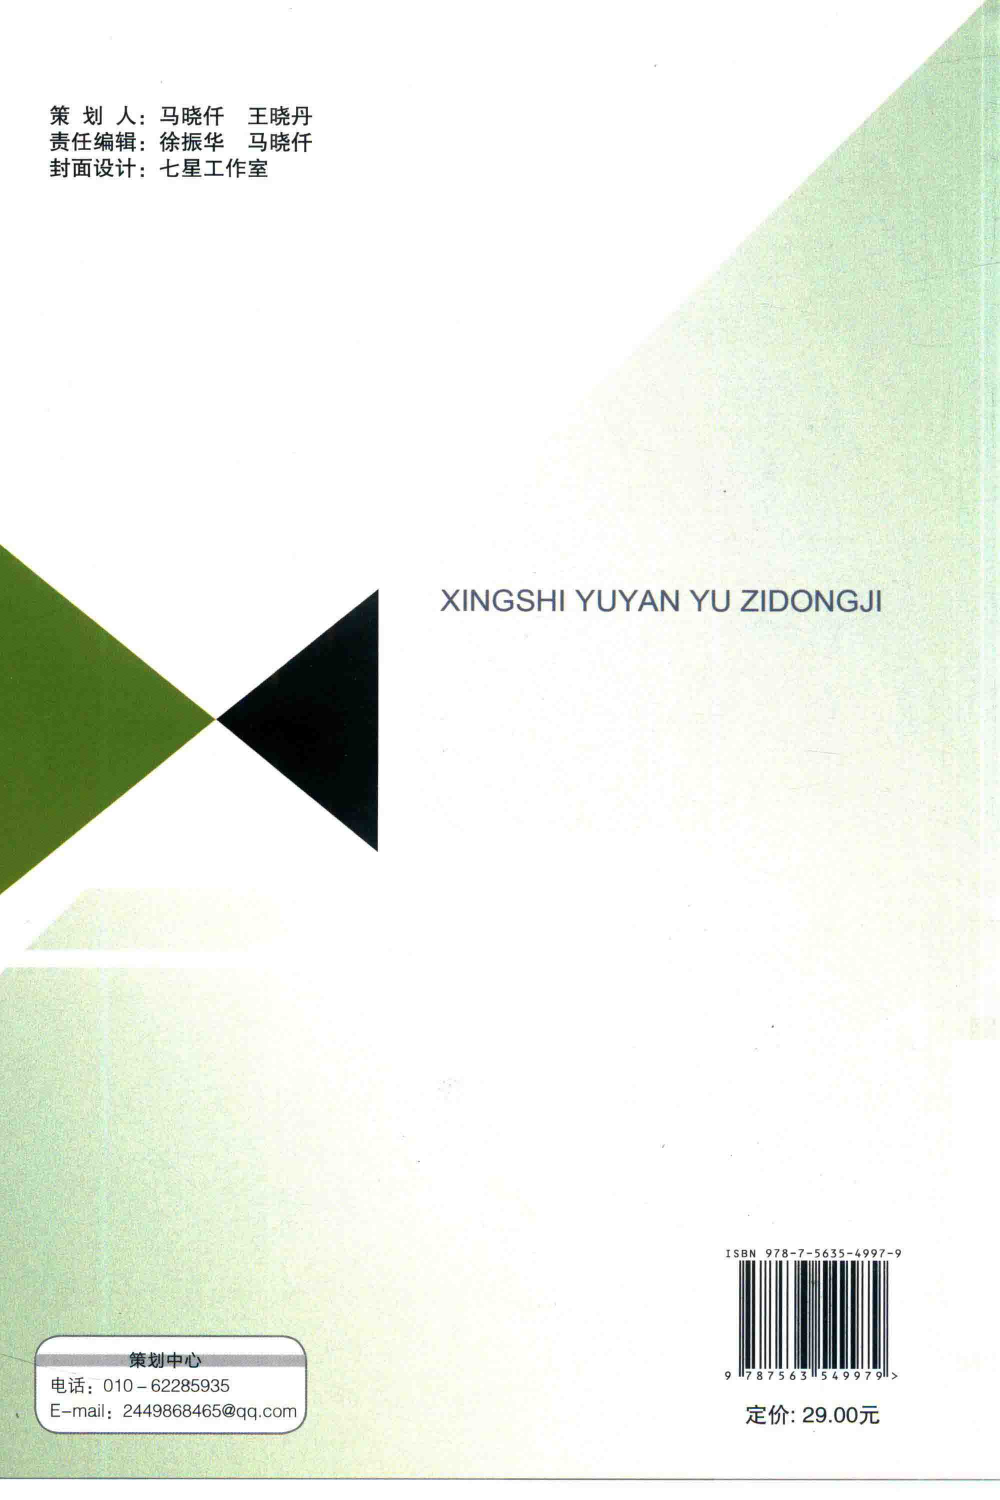 策 划 人：马晓仟 王晓丹
责任编辑：徐振华 马晓仟
封面设计：七星工作室
XINGSHI YUYAN YU ZIDONGJI
ISBN 978-7-5635-4997-9
9 787563 549979 >
定价: 29.00元
策划中心
电话：010－62285935
E-mail：2449868465@qq.com